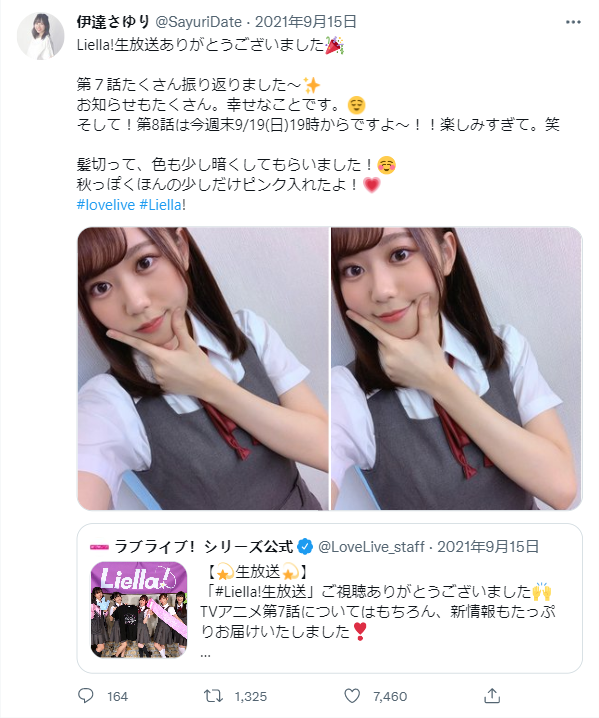 伊達さゆり @SayuriDate · 2021年9月15日
Liella!生放送ありがとうございました🎉
第７話たくさん振り返りました〜✨
お知らせもたくさん。幸せなことです。😌
そして！第8話は今週末9/19(日)19時からですよ〜！！楽しみすぎて。笑
髪切って、色も少し暗くしてもらいました！☺️
秋っぽくほんの少しだけピンク入れたよ！💗
#lovelive #Liella!
ラブライブ！シリーズ公式 @LoveLive_staff · 2021年9月15日
Liella!
【💫生放送💫】
「#Liella!生放送」ご視聴ありがとうございました🙌
TVアニメ第7話についてはもちろん、新情報もたっぷ
りお届けいたしました❣️
...
164 1,325 7,460